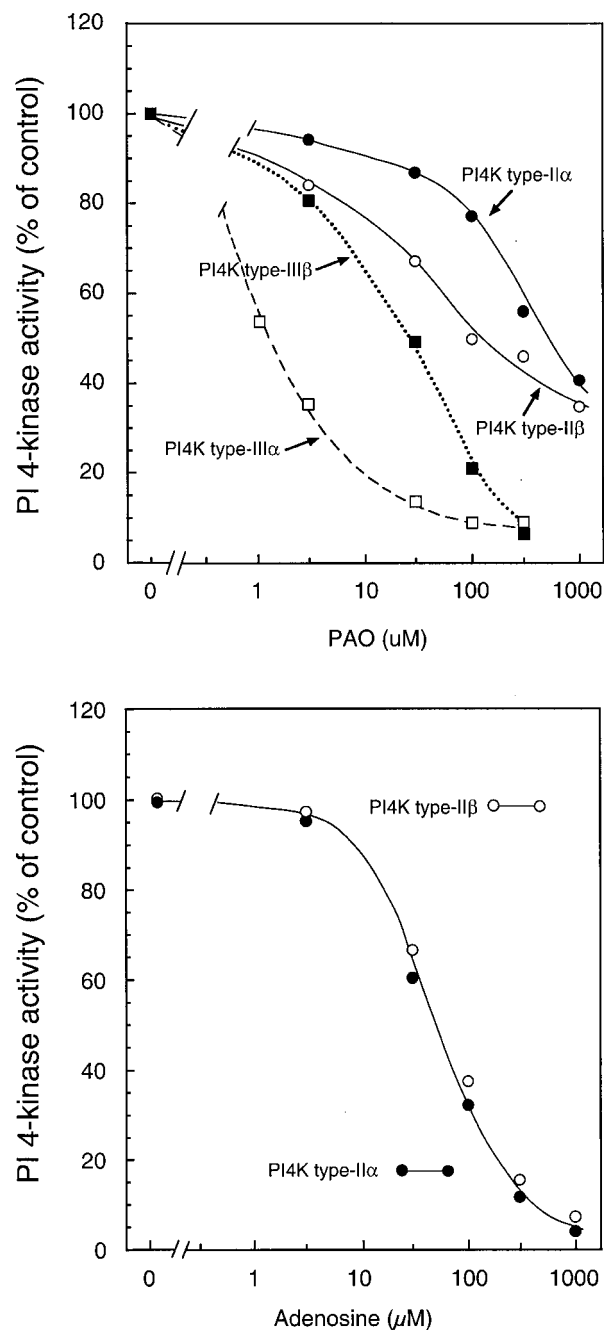 PI 4-kinase activity (% of control)
120
100
80
60
40
20
0
PI4K type-IIα
PI4K type-IIIβ
PI4K type-IIβ
PI4K type-IIIα
0 1 10 100 1000
PAO (uM)
PI 4-kinase activity (% of control)
120
100
80
60
40
20
0
PI4K type-IIβ
PI4K type-IIα
0 1 10 100 1000
Adenosine (µM)